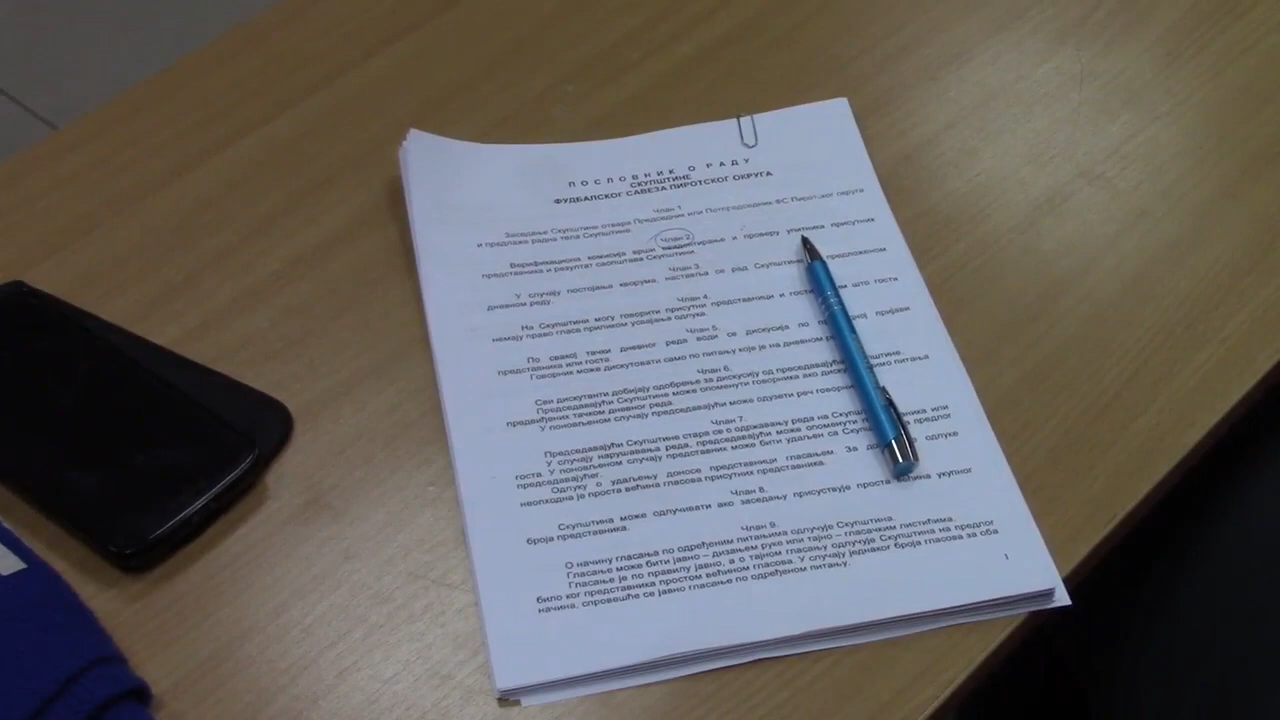 ПОСЛОВНИК О РАДУ
СКУПШТИНЕ
ФУДБАЛСКОГ САВЕЗА ПИРОТСКОГ ОКРУГА
Члан 1
Заседање Скупштине отвара Председник или Потпредседник ФС Пиротског округа
и предлаже радна тела Скупштине.
Члан 2
Верификациона комисија врши и проверу упитника присутних
представника и резултат саопштава Скупштини.
Члан 3.
У случају постојања кворума, наставља се рад Скупштине предложеном
дневном реду.
Члан 4.
На Скупштини могу говорити присутни представници и гости што гости
немају право гласа приликом усвајања одлука.
Члан 5.
По свакој тачки дневног реда води се дискусија по пријави
представника или госта.
Говорник може дискутовати само по питању које је на дневном
Члан 6.
Сви дискутанти добијају одобрење за дискусију од председавајућег Скупштине.
Председавајући Скупштине може опоменути говорника ако питања
предвиђених тачком дневног реда.
У поновљеном случају председавајући може одузети реч
Члан 7.
Председавајући Скупштине стара се о одржавању реда на или
У случају нарушавања реда, председавајући може опоменути
госта. У поновљеном случају представник може бити удаљен са предлог
председавајућег.
Одлуку о удаљењу доносе представници гласањем. За одлуке
неопходна је проста већина гласова присутних представника.
Члан 8.
Скупштина може одлучивати ако заседању присуствује проста већина укупног
броја представника.
Члан 9.
О начину гласања по одређеним питањима одлучује Скупштина.
Гласање може бити јавно – дизањем руке или тајно – гласачким листићима.
Гласање је по правилу јавно, а о тајном гласању одлучује Скупштина на предлог
било ког представника простом већином гласова. У случају једнаког броја гласова за оба
начина, спровешће се јавно гласање по одређеном питању.
1